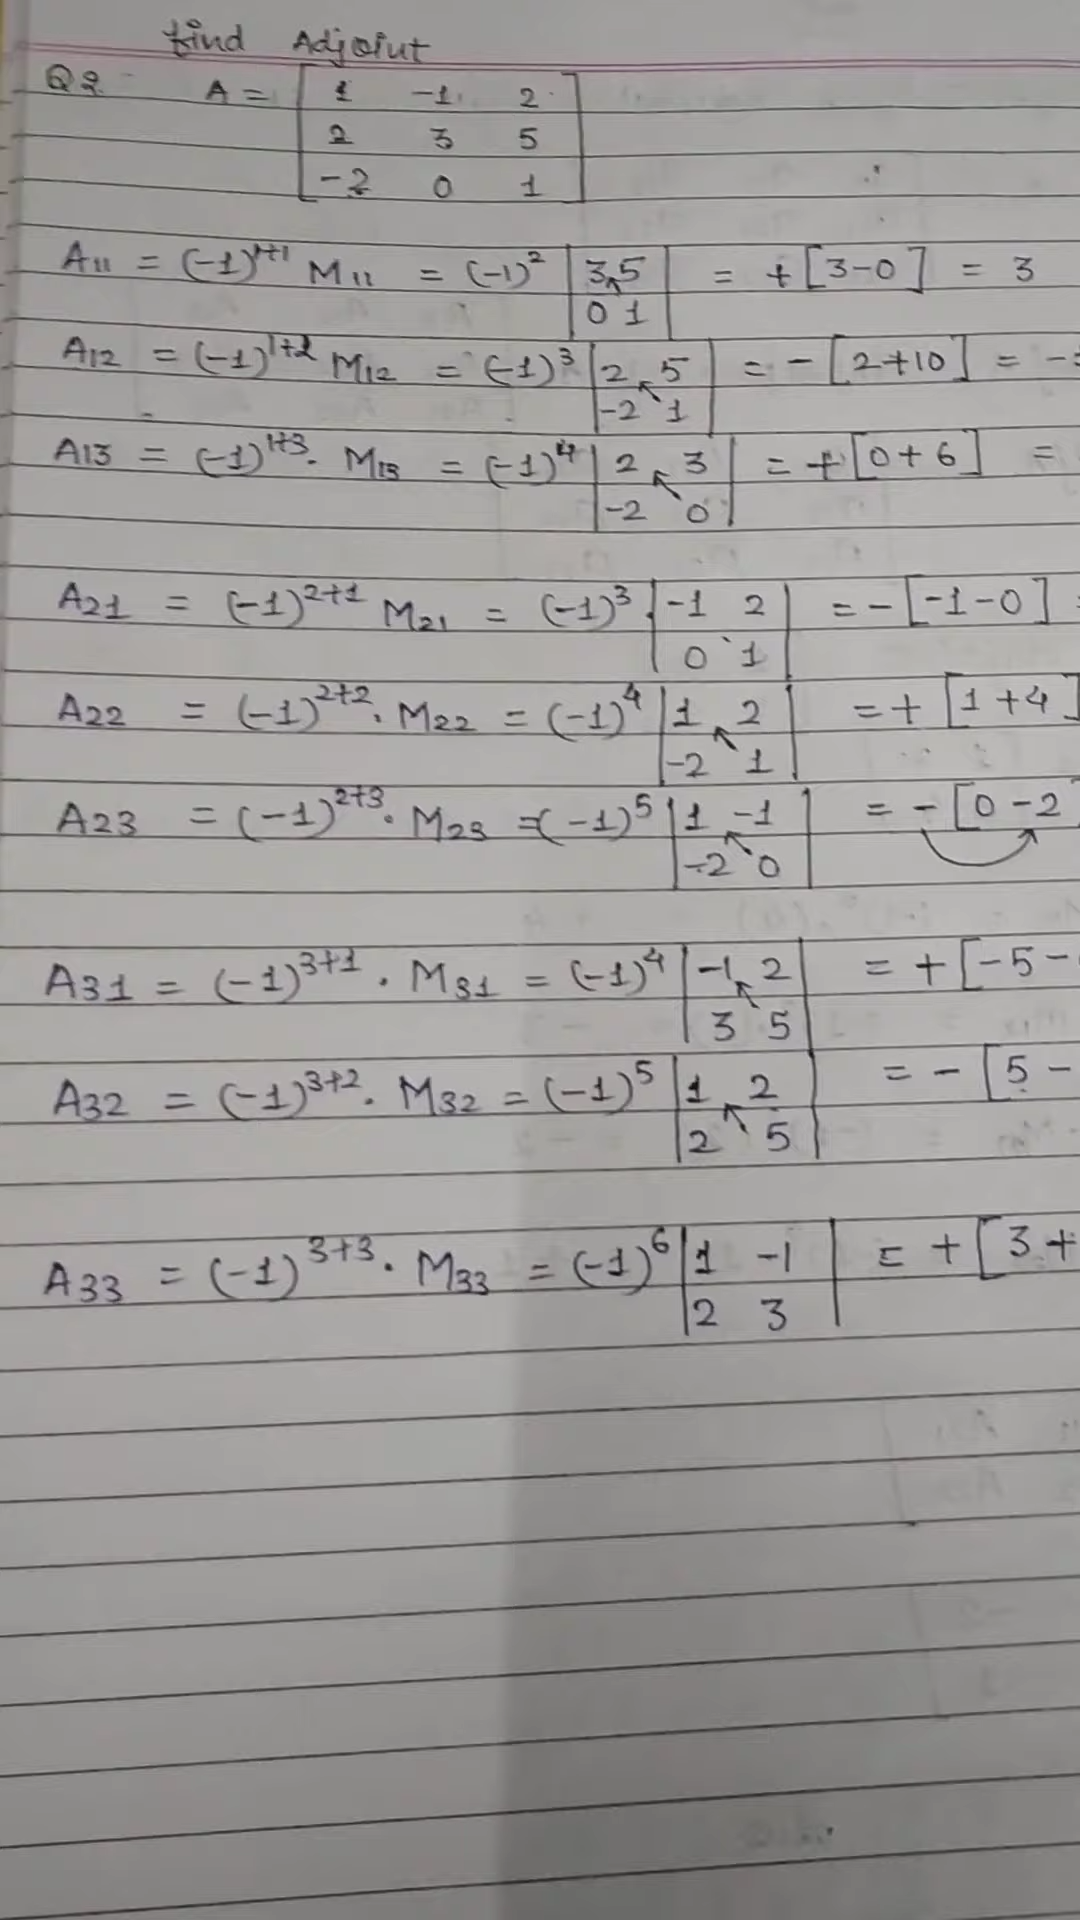 find Adjoint
Q2 A = [ 1 -1 2
2 3 5
-2 0 1 ]
A11 = (-1)^1+1 M11 = (-1)^2 | 3 5 | = + [3-0] = 3
0 1
A12 = (-1)^1+2 M12 = (-1)^3 | 2 5 | = - [2+10] = -
-2 1
A13 = (-1)^1+3 . M13 = (-1)^4 | 2 3 | = + [0+6] =
-2 0
A21 = (-1)^2+1 M21 = (-1)^3 | -1 2 | = - [-1-0] =
0 1
A22 = (-1)^2+2 . M22 = (-1)^4 | 1 2 | = + [1+4]
-2 1
A23 = (-1)^2+3 . M23 = (-1)^5 | 1 -1 | = - [0-2]
-2 0
A31 = (-1)^3+1 . M31 = (-1)^4 | -1 2 | = + [-5-
3 5
A32 = (-1)^3+2 . M32 = (-1)^5 | 1 2 | = - [5-
2 5
A33 = (-1)^3+3 . M33 = (-1)^6 | 1 -1 | = + [3+
2 3